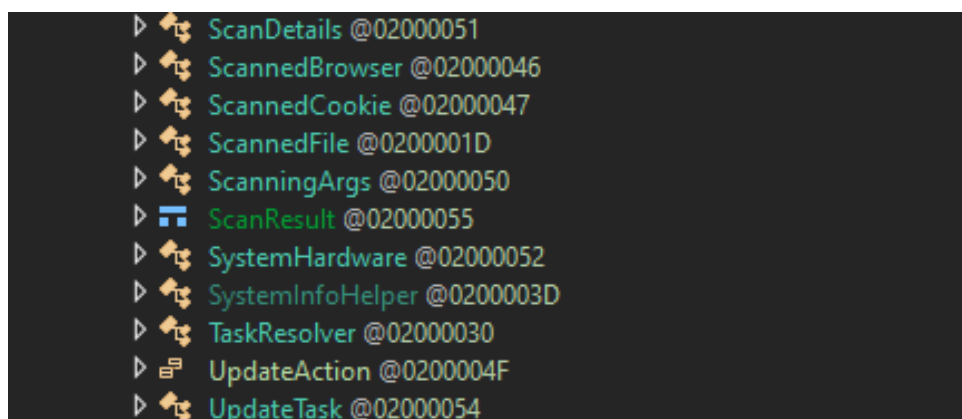 ScanDetails @02000051
ScannedBrowser @02000046
ScannedCookie @02000047
ScannedFile @0200001D
ScanningArgs @02000050
ScanResult @02000055
SystemHardware @02000052
SystemInfoHelper @0200003D
TaskResolver @02000030
UpdateAction @0200004F
UpdateTask @02000054